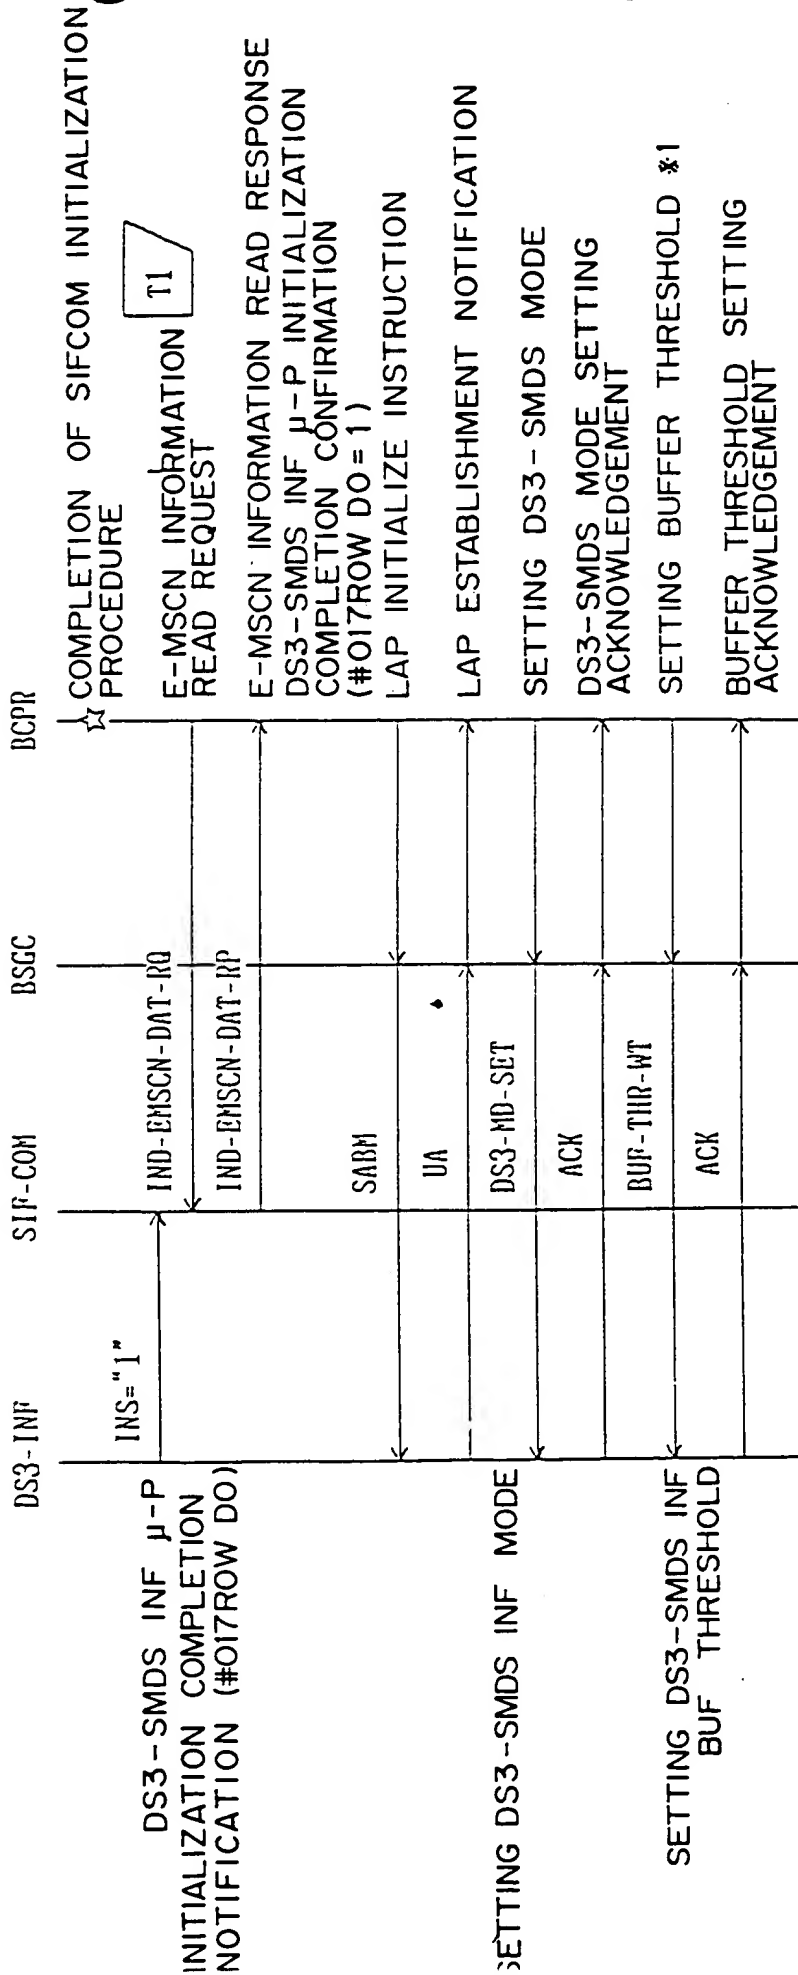 DS3-INF
SIF-COM
BSGC
BCPR
COMPLETION OF SIFCOM INITIALIZATION
PROCEDURE
INS="1"
DS3-SMDS INF μ-P
INITIALIZATION COMPLETION
NOTIFICATION (#017ROW DO)
IND-EMSCN-DAT-RQ
E-MSCN INFORMATION
READ REQUEST
T1
IND-EMSCN-DAT-RP
E-MSCN INFORMATION READ RESPONSE
DS3-SMDS INF μ-P INITIALIZATION
COMPLETION CONFIRMATION
(#017ROW DO=1)
SABM
LAP INITIALIZE INSTRUCTION
UA
LAP ESTABLISHMENT NOTIFICATION
SETTING DS3-SMDS INF MODE
DS3-MD-SET
SETTING DS3-SMDS MODE
ACK
DS3-SMDS MODE SETTING
ACKNOWLEDGEMENT
SETTING DS3-SMDS INF
BUF THRESHOLD
BUF-THR-WT
SETTING BUFFER THRESHOLD *1
ACK
BUFFER THRESHOLD SETTING
ACKNOWLEDGEMENT